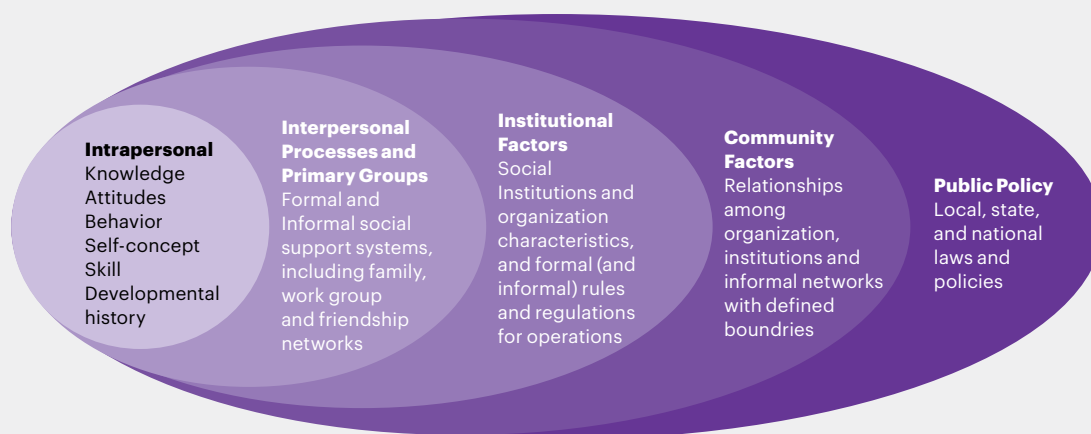 Intrapersonal
Knowledge
Attitudes
Behavior
Self-concept
Skill
Developmental
history
Interpersonal
Processes and
Primary Groups
Formal and
Informal social
support systems,
including family,
work group
and friendship
networks
Institutional
Factors
Social
Institutions and
organization
characteristics,
and formal (and
informal) rules
and regulations
for operations
Community
Factors
Relationships
among
organization,
institutions and
informal networks
with defined
boundries
Public Policy
Local, state,
and national
laws and
policies